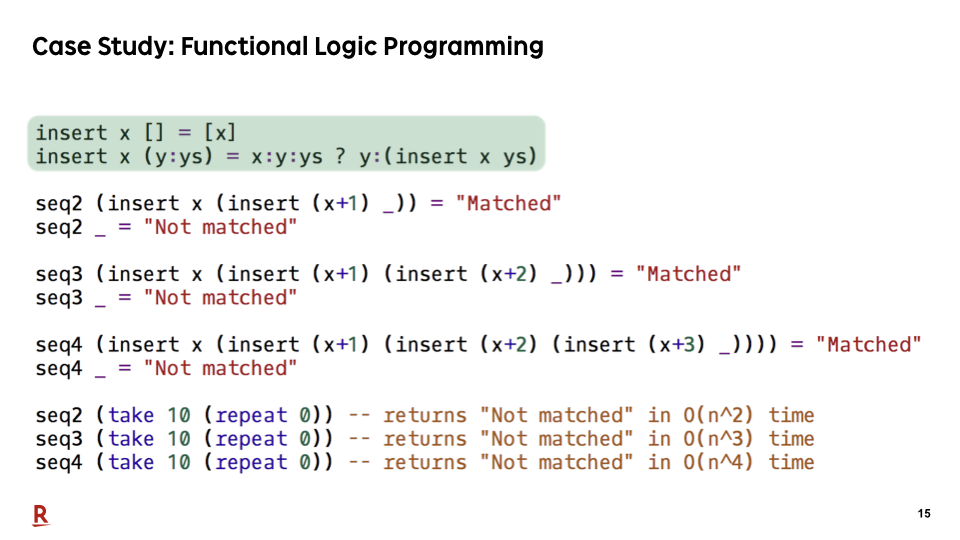 Case Study: Functional Logic Programming
insert x [] = [x]
insert x (y:ys) = x:y:ys ? y:(insert x ys)
seq2 (insert x (insert (x+1) _)) = "Matched"
seq2 _ = "Not matched"
seq3 (insert x (insert (x+1) (insert (x+2) _))) = "Matched"
seq3 _ = "Not matched"
seq4 (insert x (insert (x+1) (insert (x+2) (insert (x+3) _)))) = "Matched"
seq4 _ = "Not matched"
seq2 (take 10 (repeat 0)) -- returns "Not matched" in O(n^2) time
seq3 (take 10 (repeat 0)) -- returns "Not matched" in O(n^3) time
seq4 (take 10 (repeat 0)) -- returns "Not matched" in O(n^4) time
R
15